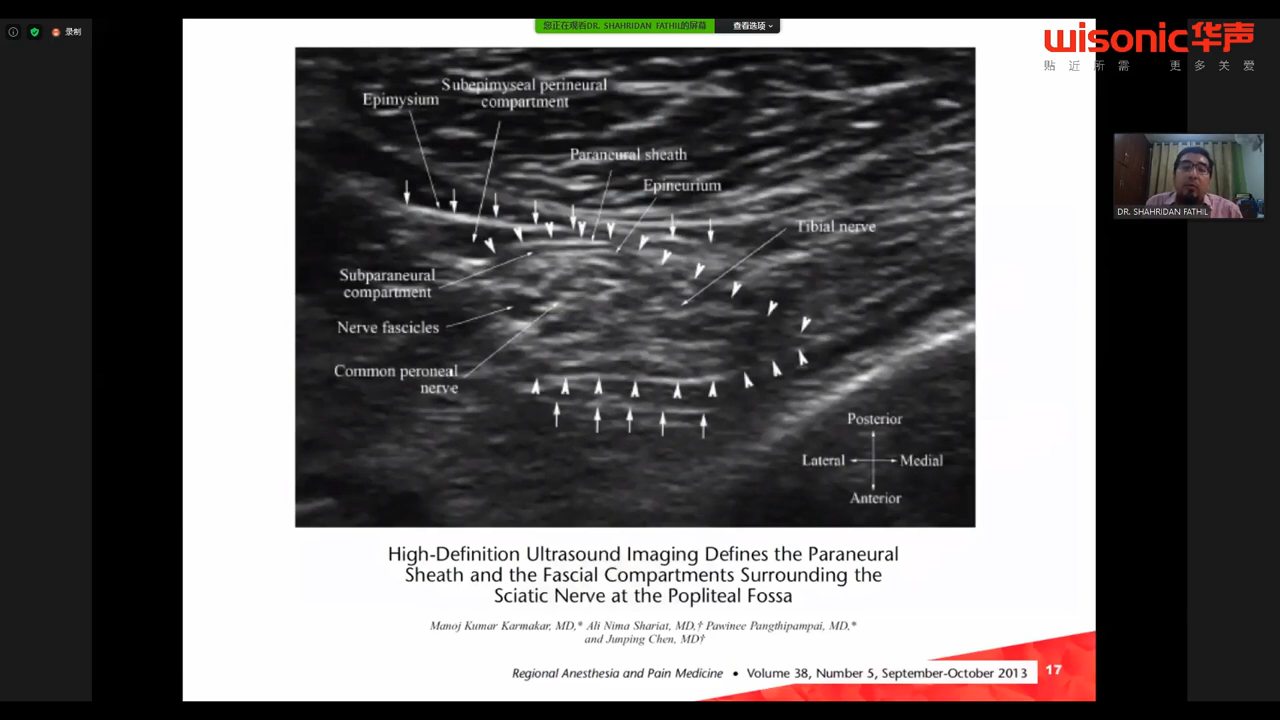 录制
您正在观看DR. SHAHRIDAN FATHIL的屏幕
查看选项
wisonic华声
贴近所需 更多关爱
DR. SHAHRIDAN FATHIL
Epimysium
Subepimyseal perineural
compartment
Paraneural sheath
Epineurium
Tibial nerve
Subparaneural
compartment
Nerve fascicles
Common peroneal
nerve
Posterior
Lateral
Medial
Anterior
High-Definition Ultrasound Imaging Defines the Paraneural
Sheath and the Fascial Compartments Surrounding the
Sciatic Nerve at the Popliteal Fossa
Manoj Kumar Karmakar, MD,* Ali Nima Shariat, MD,† Pawinee Pangthipampai, MD,*
and Junping Chen, MD†
Regional Anesthesia and Pain Medicine • Volume 38, Number 5, September-October 2013
17